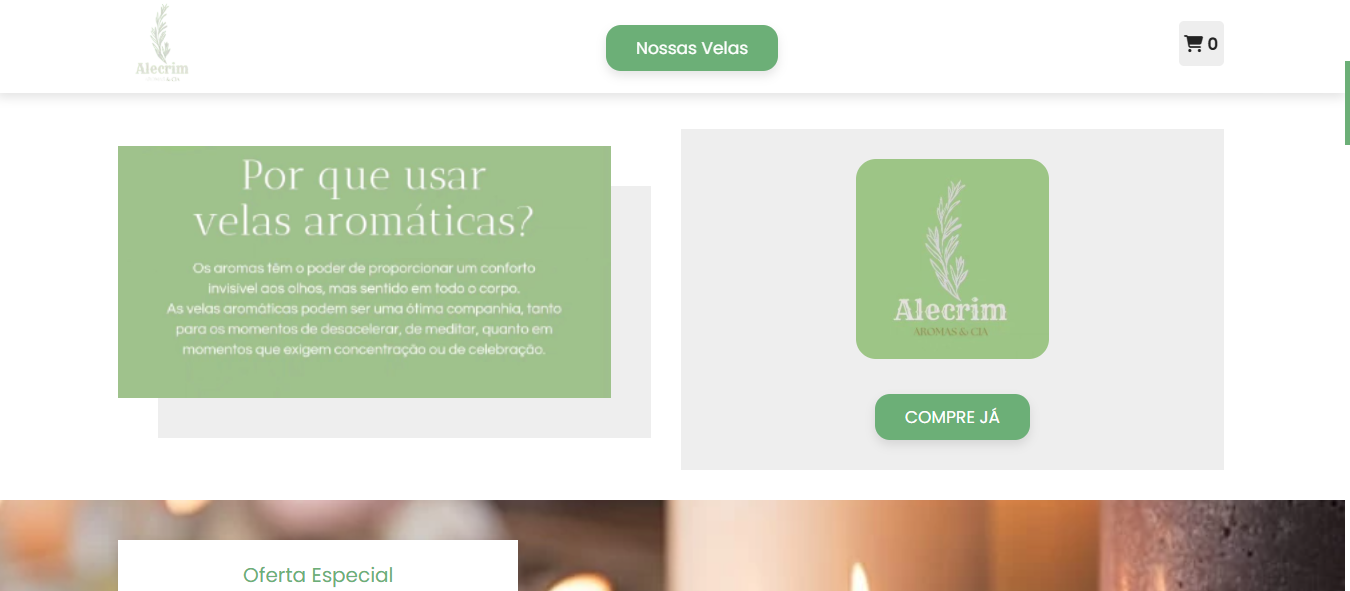 Alecrim
Nossas Velas
0
Por que usar
velas aromáticas?
Os aromas têm o poder de proporcionar um conforto
invisível aos olhos, mas sentido em todo o corpo.
As velas aromáticas podem ser uma ótima companhia, tanto
para os momentos de desacelerar, de meditar, quanto em
momentos que exigem concentração ou de celebração.
Alecrim
AROMAS & CIA
COMPRE JÁ
Oferta Especial